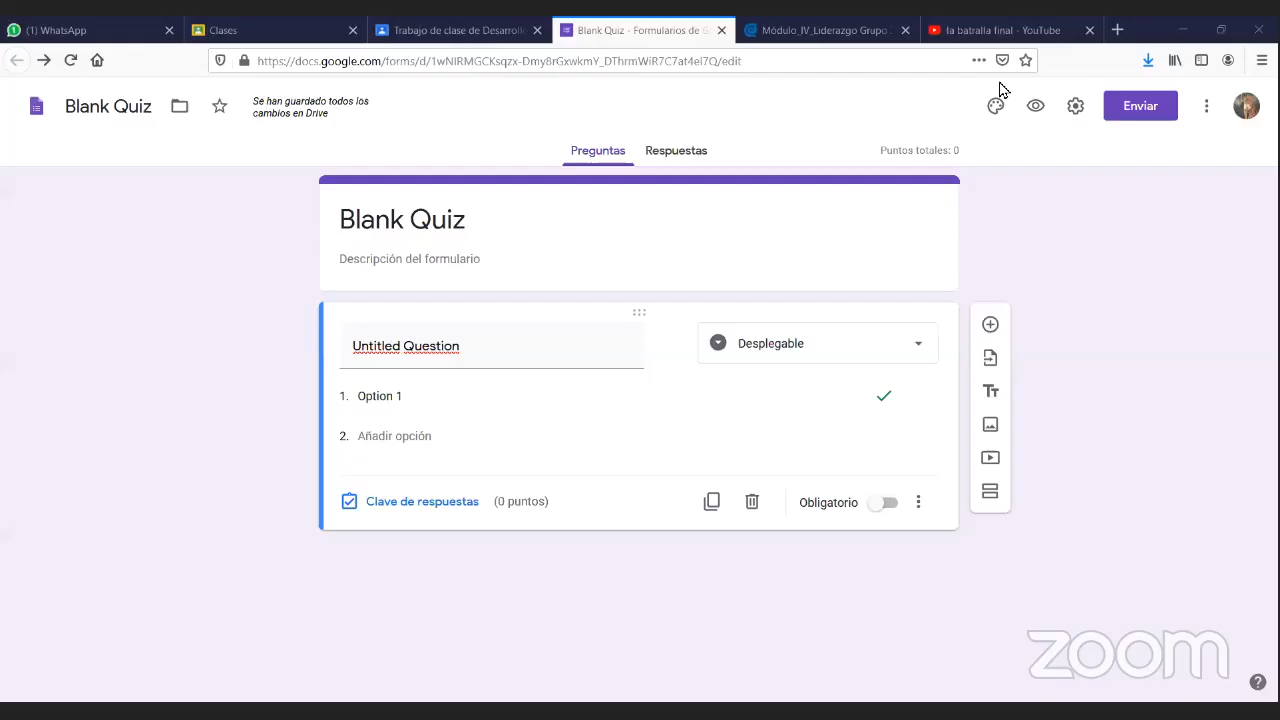 (1) WhatsApp
Clases
Trabajo de clase de Desarroll
Blank Quiz - Formularios de G
Módulo_IV_Liderazgo Grupo
la batralla final - YouTube
https://docs.google.com/forms/d/1wNIRMGCKsqzx-Dmy8rGxwkmY_DThrmWiR7C7at4el7Q/edit
Blank Quiz
Se han guardado todos los
cambios en Drive
Enviar
Preguntas
Respuestas
Puntos totales: 0
Blank Quiz
Descripción del formulario
Untitled Question
Desplegable
1. Option 1
2. Añadir opción
Clave de respuestas (0 puntos)
Obligatorio
zoom